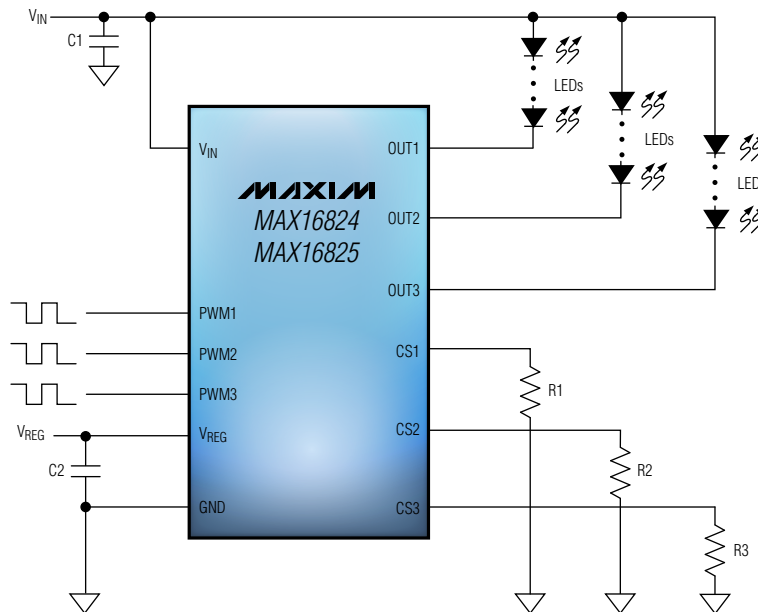 VIN
C1
LEDs
LEDs
LED
VIN
OUT1
MAXIM
MAX16824
MAX16825
OUT2
OUT3
PWM1
PWM2
PWM3
CS1
R1
VREG
VREG
CS2
C2
R2
GND
CS3
R3